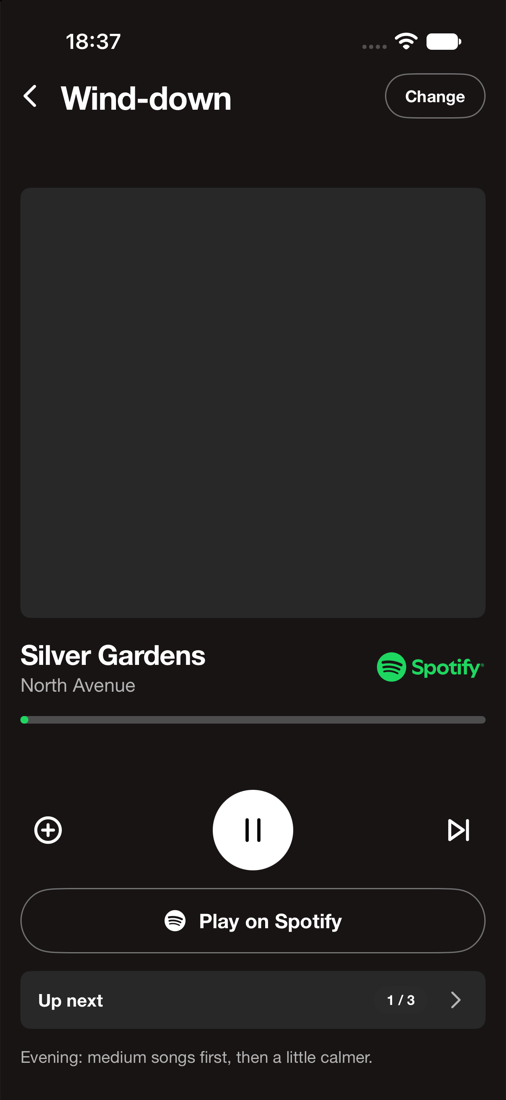 18:37
Wind-down
Change
Silver Gardens
North Avenue
Spotify
Play on Spotify
Up next
1 / 3
Evening: medium songs first, then a little calmer.